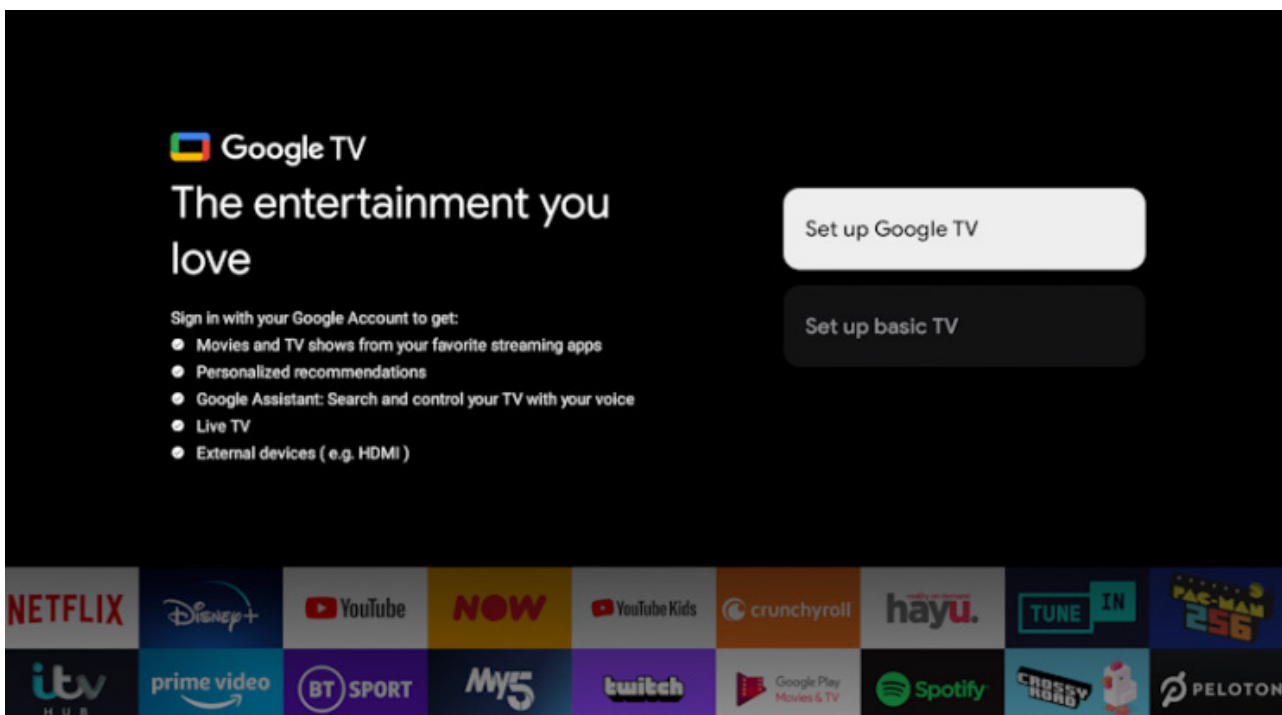 Google TV
The entertainment you
love
Sign in with your Google Account to get:
Movies and TV shows from your favorite streaming apps
Personalized recommendations
Google Assistant: Search and control your TV with your voice
Live TV
External devices ( e.g. HDMI )
Set up Google TV
Set up basic TV
NETFLIX
Disney+
YouTube
NOW
YouTube Kids
crunchyroll
reality on demand
hayu.
TUNE IN
PAC-MAN
256
itv
HUB
prime video
BT SPORT
My5
twitch
Google Play
Movies & TV
Spotify
CROSSY
ROAD
PELOTON